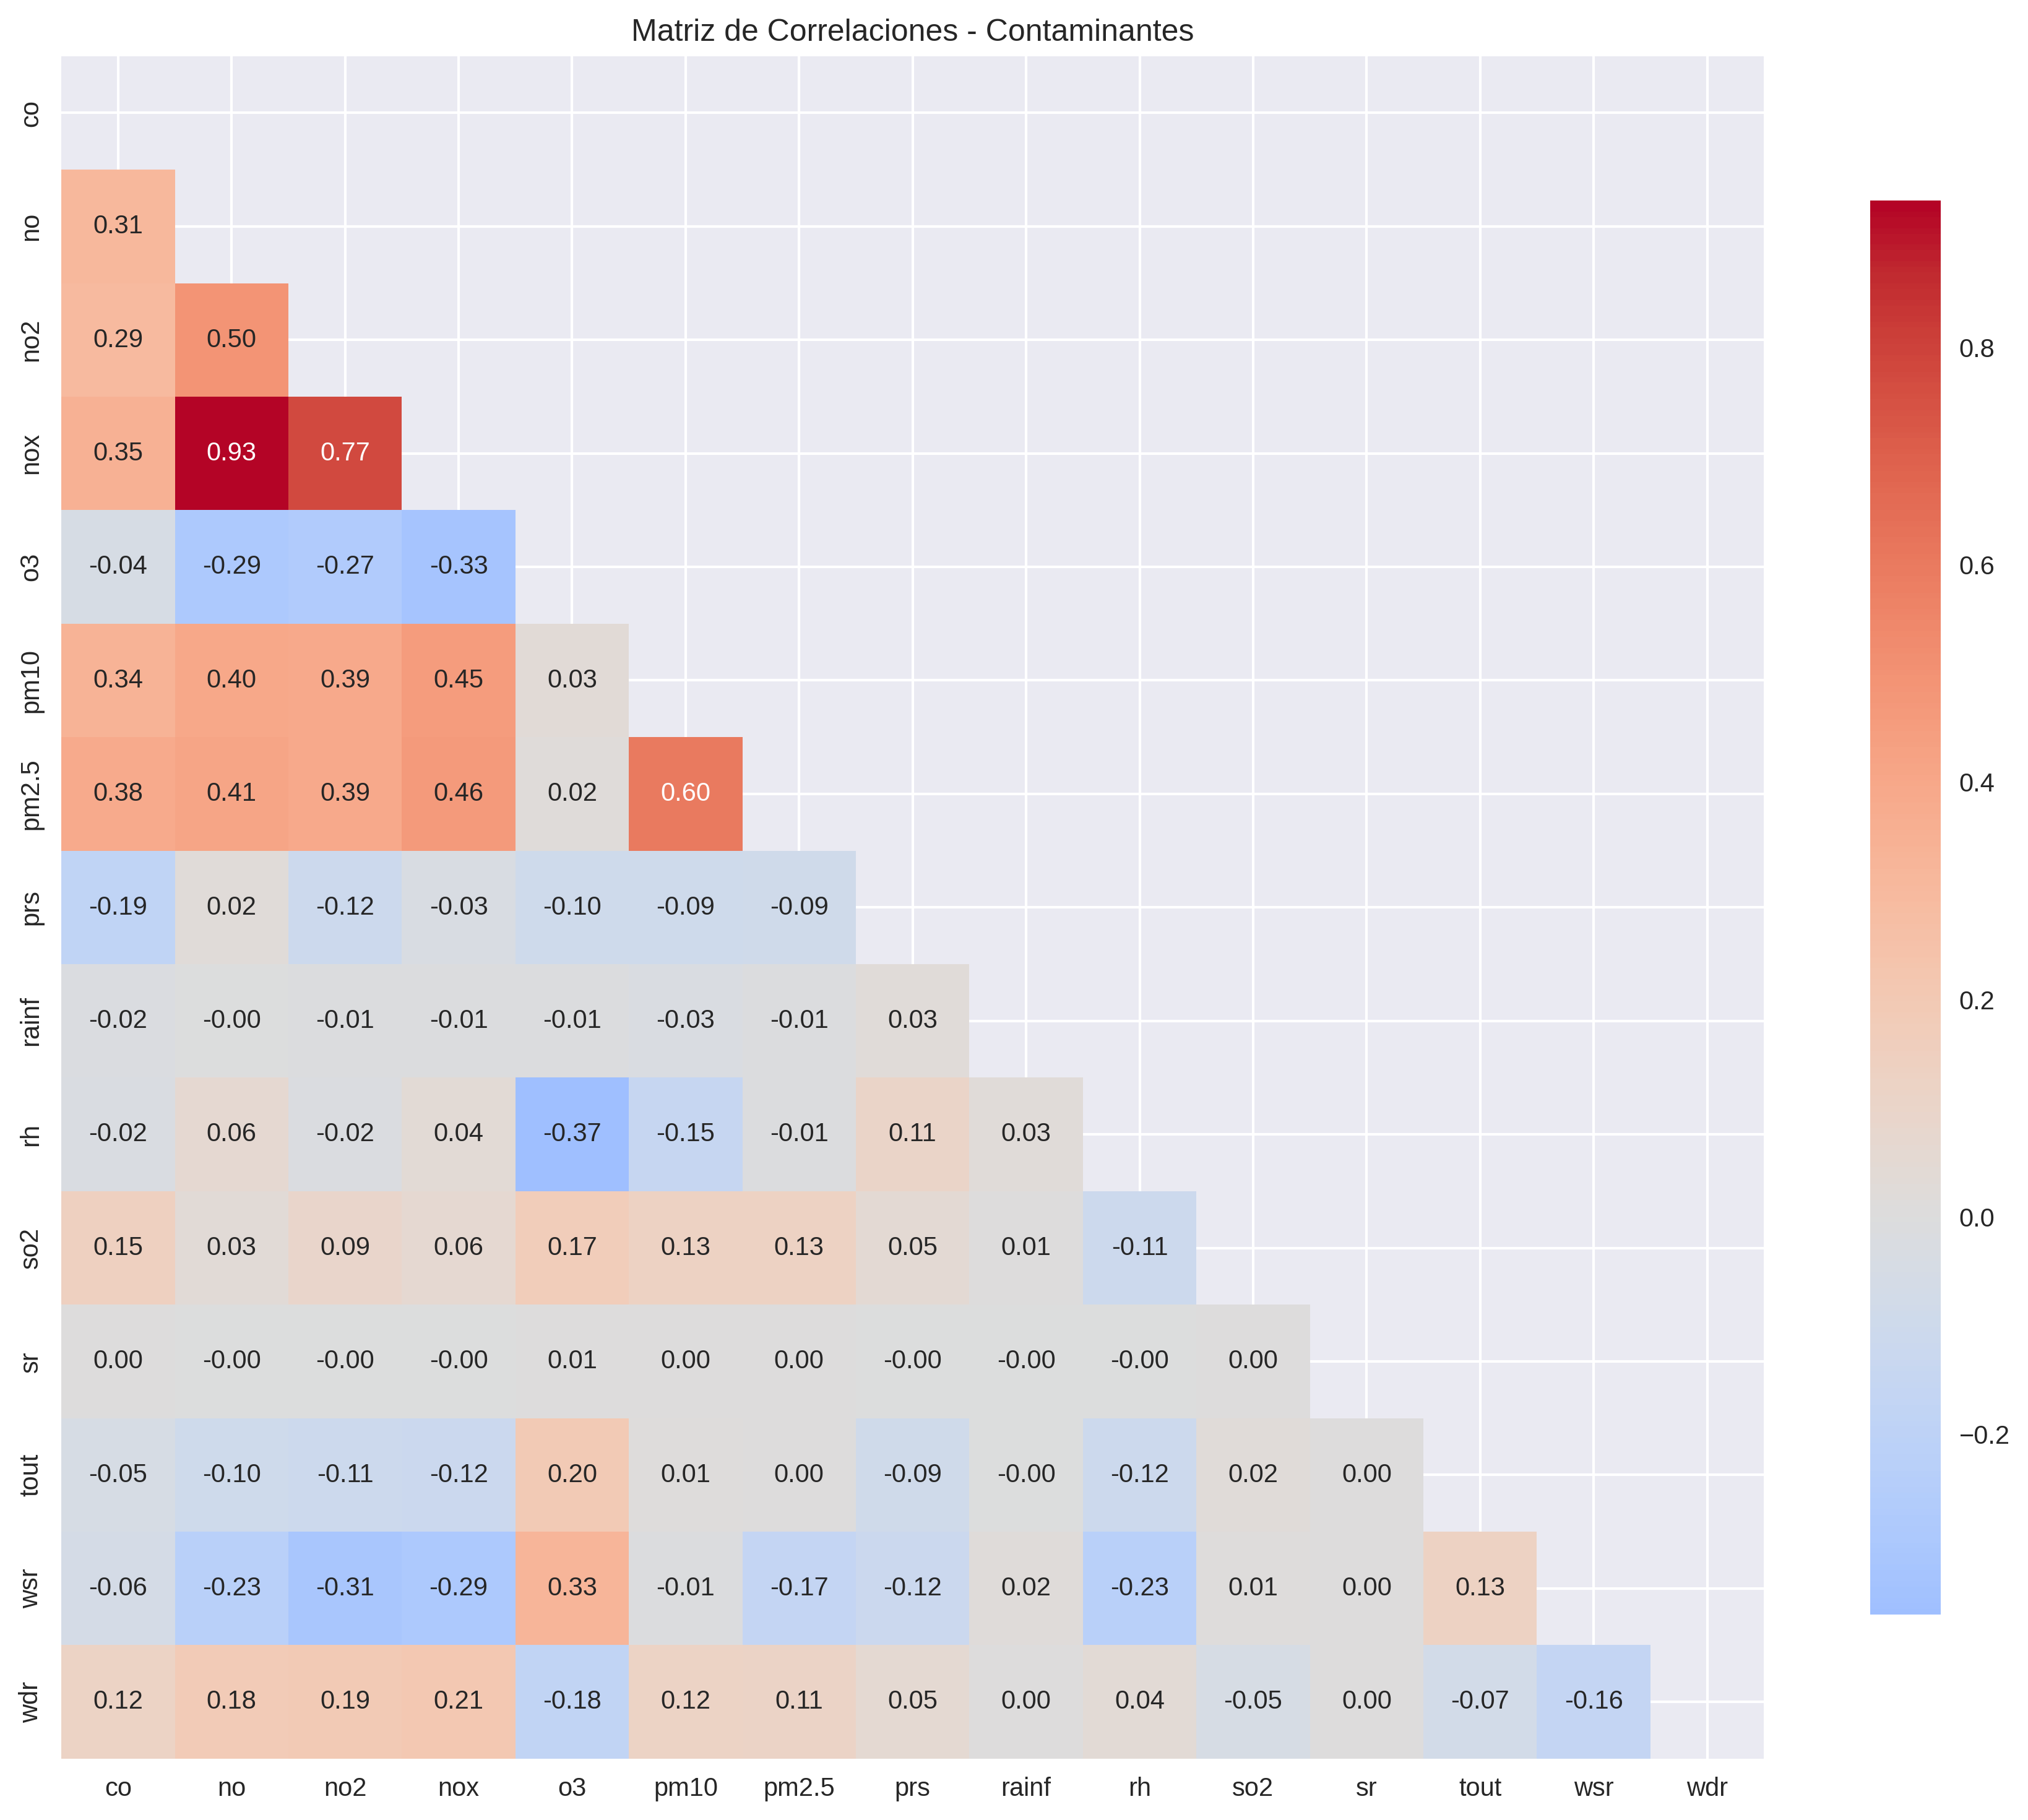 Matriz de Correlaciones - Contaminantes
co
no 0.31
no2 0.29 0.50
nox 0.35 0.93 0.77
o3 -0.04 -0.29 -0.27 -0.33
pm10 0.34 0.40 0.39 0.45 0.03
pm2.5 0.38 0.41 0.39 0.46 0.02 0.60
prs -0.19 0.02 -0.12 -0.03 -0.10 -0.09 -0.09
rainf -0.02 -0.00 -0.01 -0.01 -0.01 -0.03 -0.01 0.03
rh -0.02 0.06 -0.02 0.04 -0.37 -0.15 -0.01 0.11 0.03
so2 0.15 0.03 0.09 0.06 0.17 0.13 0.13 0.05 0.01 -0.11
sr 0.00 -0.00 -0.00 -0.00 0.01 0.00 0.00 -0.00 -0.00 -0.00 0.00
tout -0.05 -0.10 -0.11 -0.12 0.20 0.01 0.00 -0.09 -0.00 -0.12 0.02 0.00
wsr -0.06 -0.23 -0.31 -0.29 0.33 -0.01 -0.17 -0.12 0.02 -0.23 0.01 0.00 0.13
wdr 0.12 0.18 0.19 0.21 -0.18 0.12 0.11 0.05 0.00 0.04 -0.05 0.00 -0.07 -0.16
co no no2 nox o3 pm10 pm2.5 prs rainf rh so2 sr tout wsr wdr
0.8
0.6
0.4
0.2
0.0
−0.2